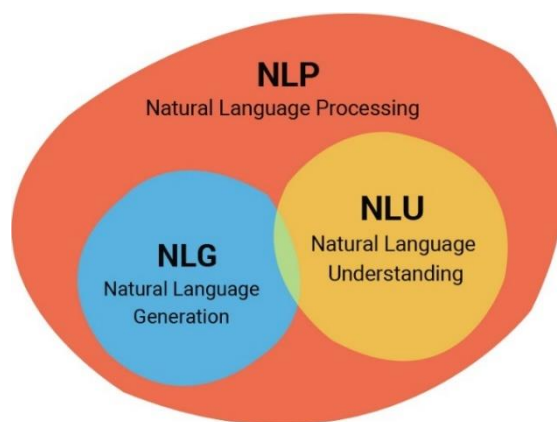 NLP
Natural Language Processing
NLU
Natural Language
Understanding
NLG
Natural Language
Generation